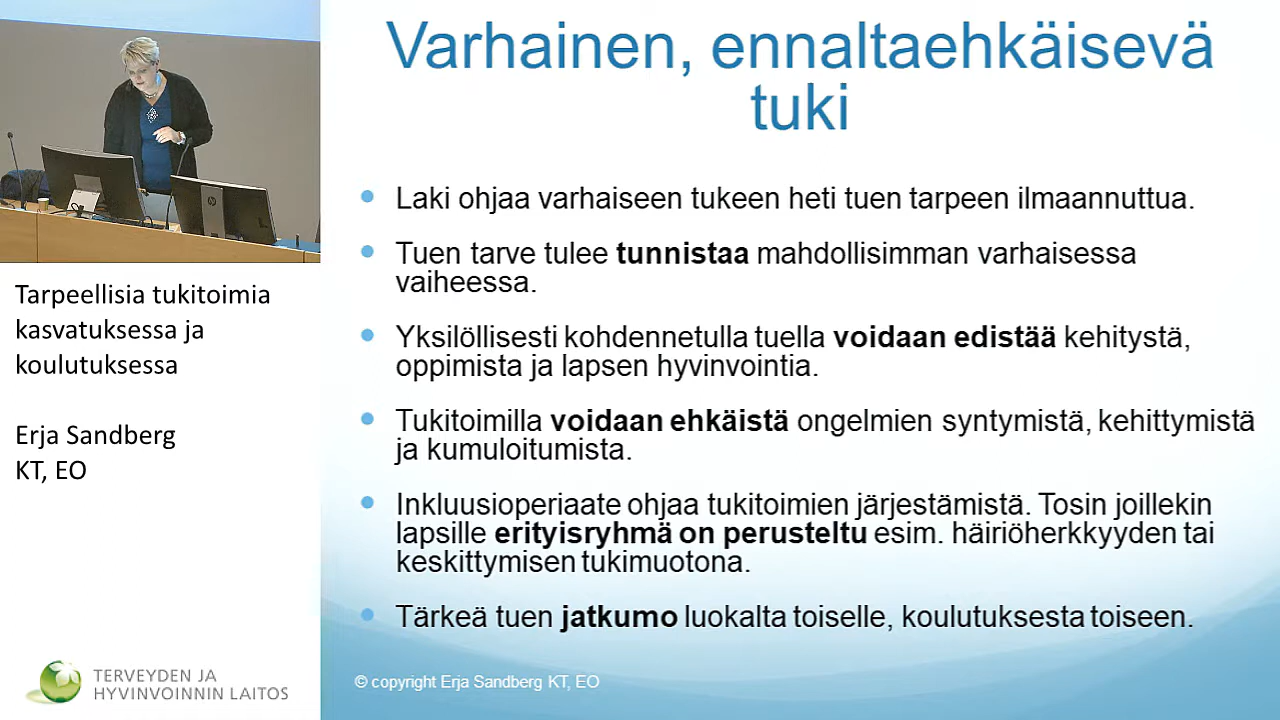 Varhainen, ennaltaehkäisevä
tuki
Laki ohjaa varhaiseen tukeen heti tuen tarpeen ilmaannuttua.
Tuen tarve tulee tunnistaa mahdollisimman varhaisessa
vaiheessa.
Yksilöllisesti kohdennetulla tuella voidaan edistää kehitystä,
oppimista ja lapsen hyvinvointia.
Tukitoimilla voidaan ehkäistä ongelmien syntymistä, kehittymistä
ja kumuloitumista.
Inkluusioperiaate ohjaa tukitoimien järjestämistä. Tosin joillekin
lapsille erityisryhmä on perusteltu esim. häiriöherkkyyden tai
keskittymisen tukimuotona.
Tärkeä tuen jatkumo luokalta toiselle, koulutuksesta toiseen.
© copyright Erja Sandberg KT, EO
Tarpeellisia tukitoimia
kasvatuksessa ja
koulutuksessa
Erja Sandberg
KT, EO
TERVEYDEN JA
HYVINVOINNIN LAITOS